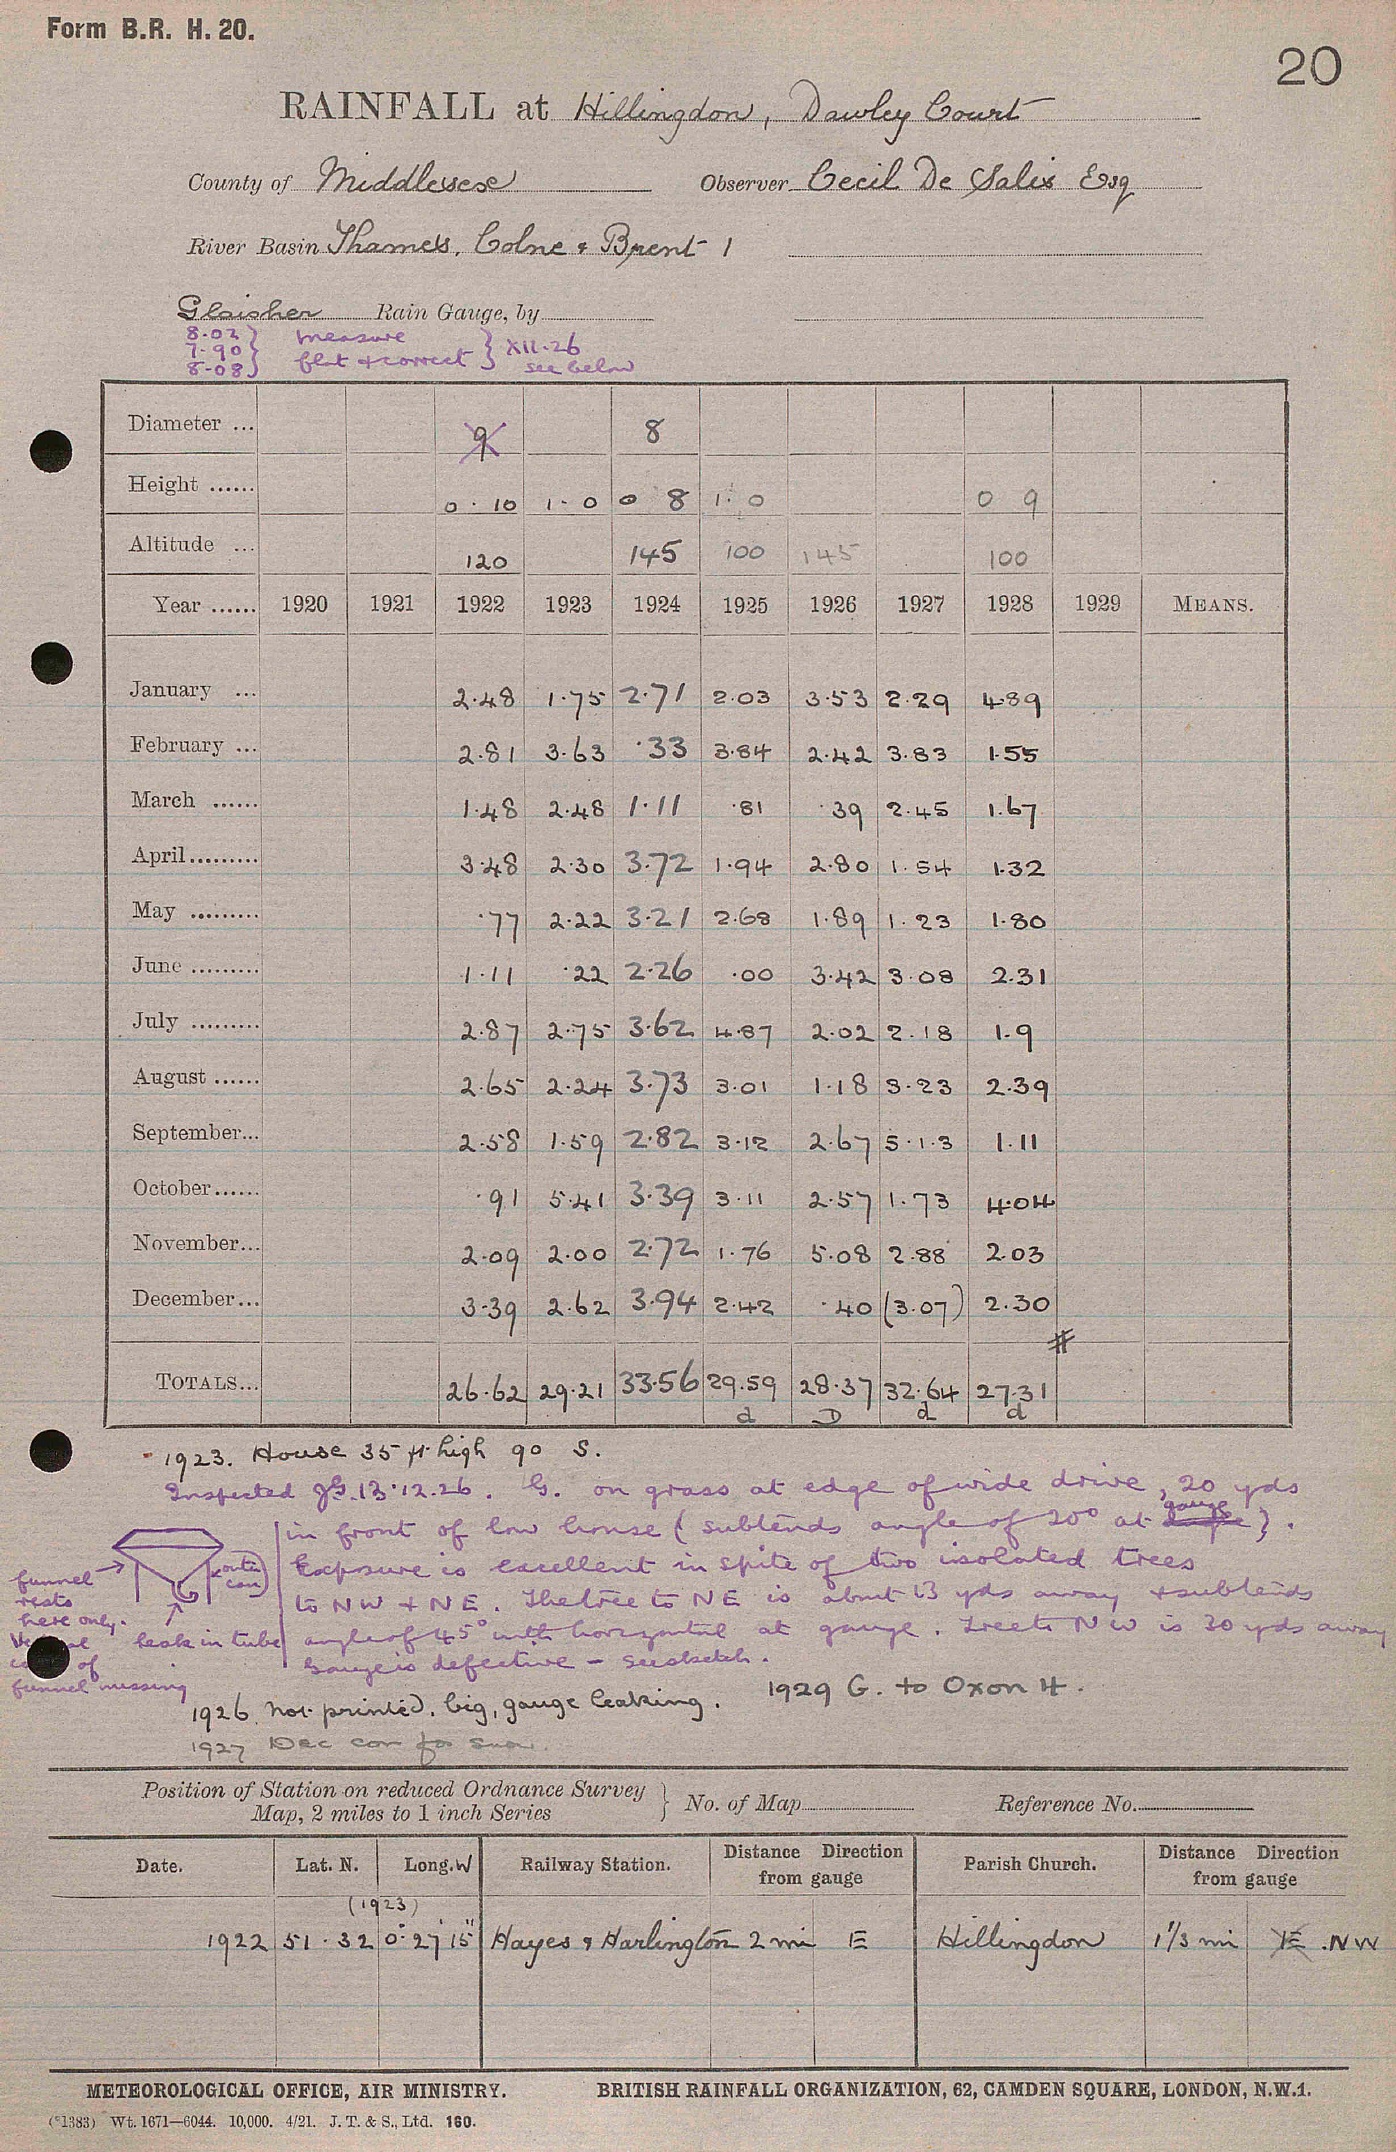 Form B.R. H. 20.
20
RAINFALL at Hillingdon, Dawley Court
County of Middlesex Observer Cecil De Salis Esq
River Basin Thames, Colne & Brent 1
Glaisher Rain Gauge, by
8.02 } measure } XII.26
7.90 } flat & correct } see below
8.08 }
Diameter ... 9 8
Height ...... 0 . 10 1 . 0 0 8 1 . 0 0 9
Altitude ... 120 145 100 145 100
Year ...... 1920 1921 1922 1923 1924 1925 1926 1927 1928 1929 MEANS.
January ... 2.48 1.75 2.71 2.03 3.53 2.29 4.89
February ... 2.81 3.63 .33 3.84 2.42 3.83 1.55
March ...... 1.48 2.48 1.11 .81 .39 2.45 1.67
April......... 3.48 2.30 3.72 1.94 2.80 1.54 1.32
May ......... .77 2.22 3.21 2.68 1.89 1.23 1.80
June ......... 1.11 .22 2.26 .00 3.42 3.08 2.31
July ......... 2.87 2.75 3.62 4.87 2.02 2.18 1.9
August ...... 2.65 2.24 3.73 3.01 1.18 3.23 2.39
September... 2.58 1.59 2.82 3.12 2.67 5.13 1.11
October...... .91 5.41 3.39 3.11 2.57 1.73 4.04
November... 2.09 2.00 2.72 1.76 5.08 2.88 2.03
December... 3.39 2.62 3.94 2.42 .40 (3.07) 2.30
#
TOTALS... 26.62 29.21 33.56 29.59 28.37 32.64 27.31
d D d d
1923. House 35 ft high 90 S.
Inspected JG. 13.12.26. G. on grass at edge of wide drive, 20 yds
in front of low house (subtends angle of 20° at gauge).
Exposure is excellent in spite of two isolated trees
to NW & NE. The tree to NE is about 13 yds away & subtends
angle of 45° with horizontal at gauge. Tree to NW is 30 yds away
Gauge is defective – see sketch.
funnel
rests
here only.
of
funnel missing
outer
can
leak in tube
1926 not printed, big, gauge leaking. 1929 G. to Oxon 4.
1927 Dec corr for snow.
Position of Station on reduced Ordnance Survey
Map, 2 miles to 1 inch Series } No. of Map Reference No.
Date. Lat. N. Long. W Railway Station. Distance Direction from gauge Parish Church. Distance Direction from gauge
(1923)
1922 51 . 32 0° 27' 15" Hayes & Harlington 2 mi E Hillingdon 1 1/3 mi E .NW
METEOROLOGICAL OFFICE, AIR MINISTRY. BRITISH RAINFALL ORGANIZATION, 62, CAMDEN SQUARE, LONDON, N.W.1.
(*1383) Wt. 1671—6044. 10,000. 4/21. J. T. & S., Ltd. 160.